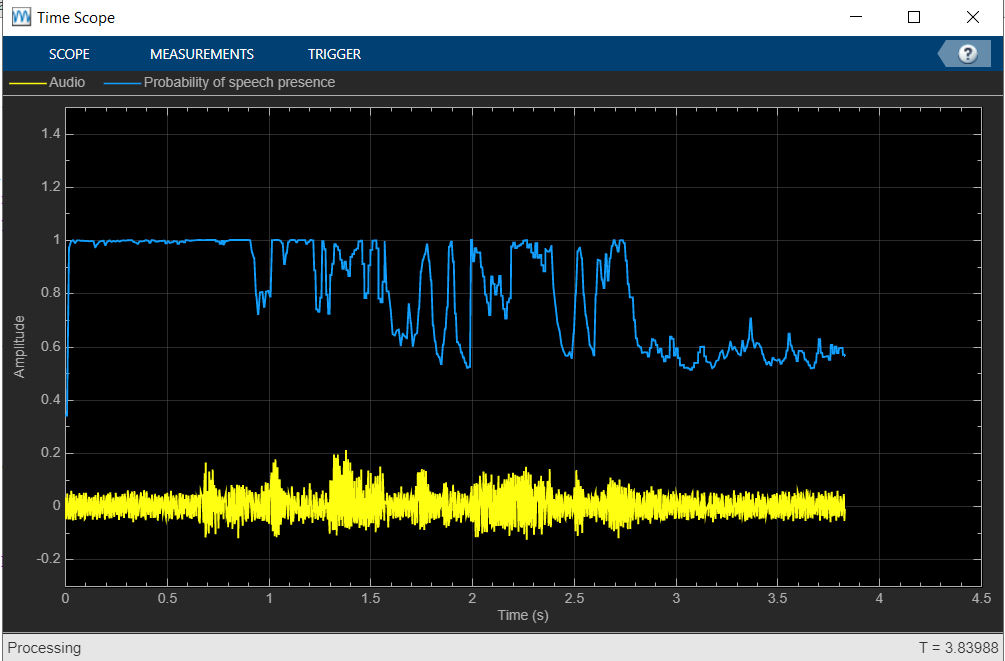 Time Scope
SCOPE MEASUREMENTS TRIGGER ?
Audio Probability of speech presence
1.4
1.2
1
0.8
0.6
0.4
0.2
0
-0.2
Amplitude
0 0.5 1 1.5 2 2.5 3 3.5 4 4.5
Time (s)
Processing T = 3.83988